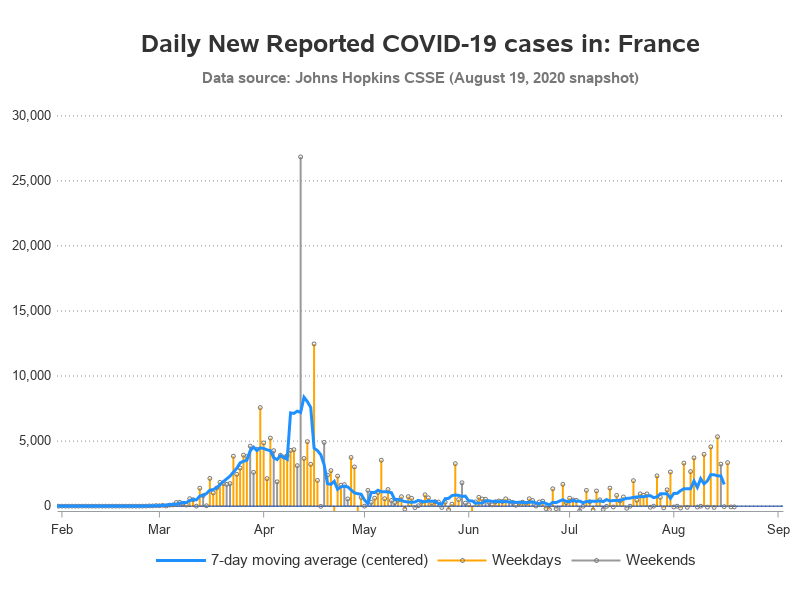 Daily New Reported COVID-19 cases in: France
Data source: Johns Hopkins CSSE (August 19, 2020 snapshot)
30,000
25,000
20,000
15,000
10,000
5,000
0
Feb Mar Apr May Jun Jul Aug Sep
7-day moving average (centered) Weekdays Weekends